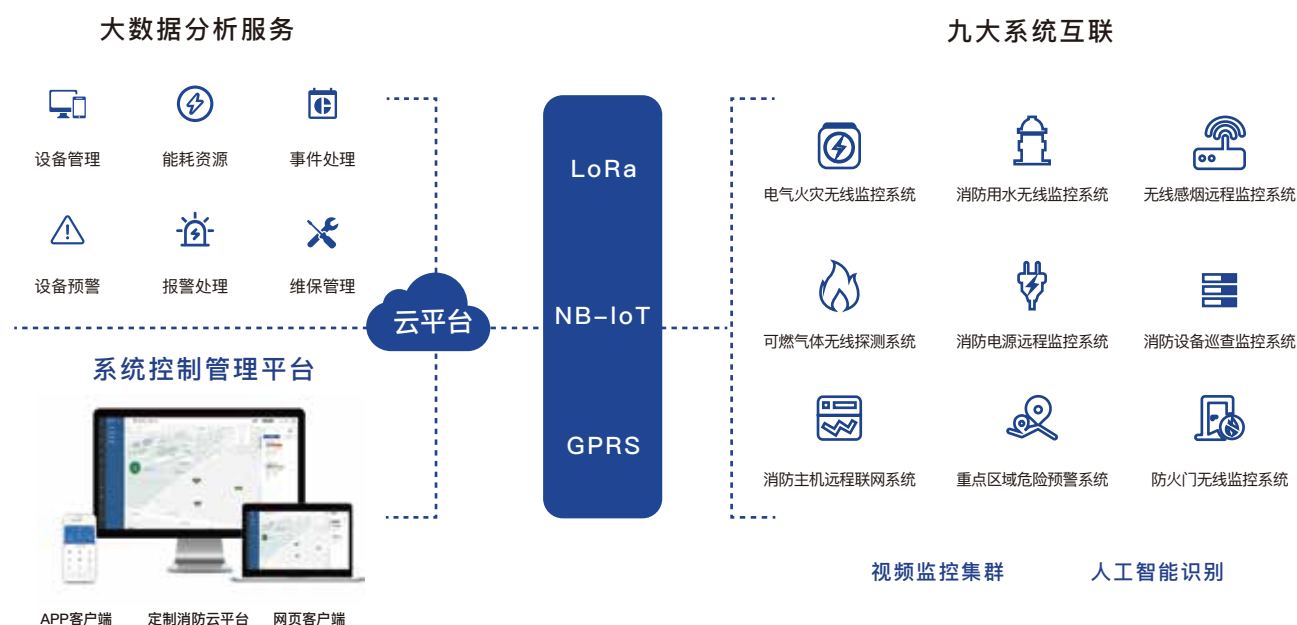 大数据分析服务
设备管理 能耗资源 事件处理
设备预警 报警处理 维保管理
系统控制管理平台
APP客户端 定制消防云平台 网页客户端
云平台
LoRa
NB-IoT
GPRS
九大系统互联
电气火灾无线监控系统 消防用水无线监控系统 无线感烟远程监控系统
可燃气体无线探测系统 消防电源远程监控系统 消防设备巡查监控系统
消防主机远程联网系统 重点区域危险预警系统 防火门无线监控系统
视频监控集群 人工智能识别